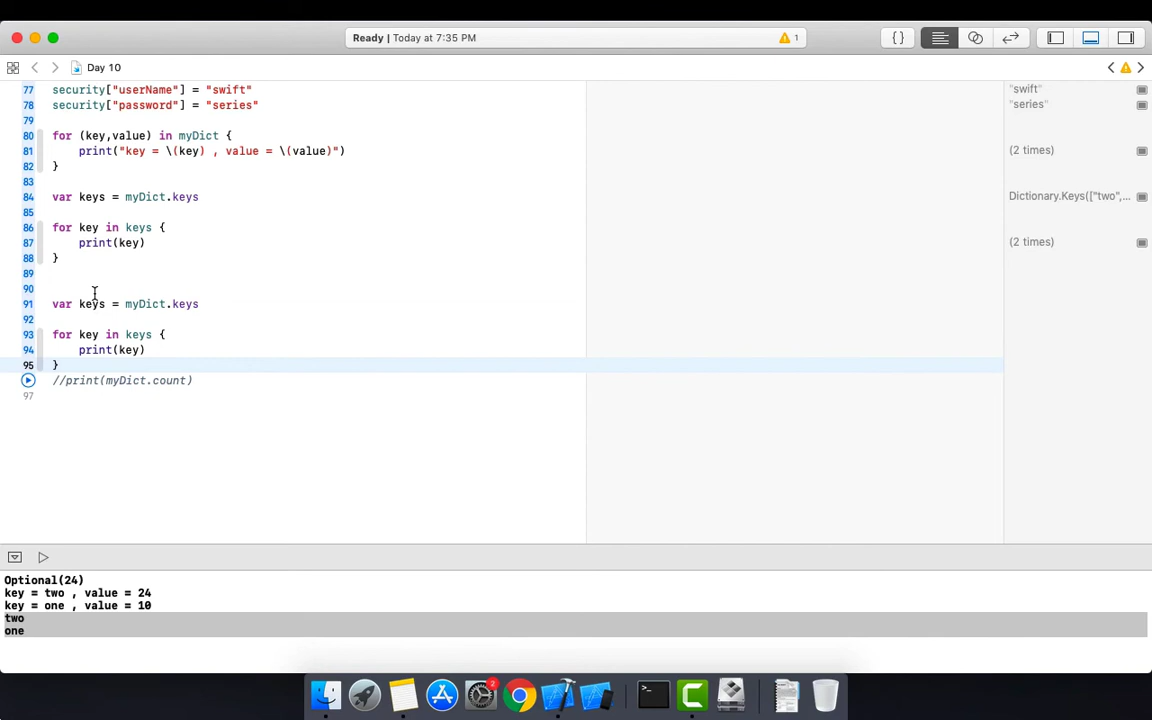 Ready | Today at 7:35 PM
1
Day 10
77 security["userName"] = "swift"
"swift"
78 security["password"] = "series"
"series"
79
80 for (key,value) in myDict {
81 print("key = \(key) , value = \(value)")
(2 times)
82 }
83
84 var keys = myDict.keys
Dictionary.Keys(["two",...
85
86 for key in keys {
87 print(key)
(2 times)
88 }
89
90
91 var keys = myDict.keys
92
93 for key in keys {
94 print(key)
95 }
//print(myDict.count)
97
Optional(24)
key = two , value = 24
key = one , value = 10
two
one
2